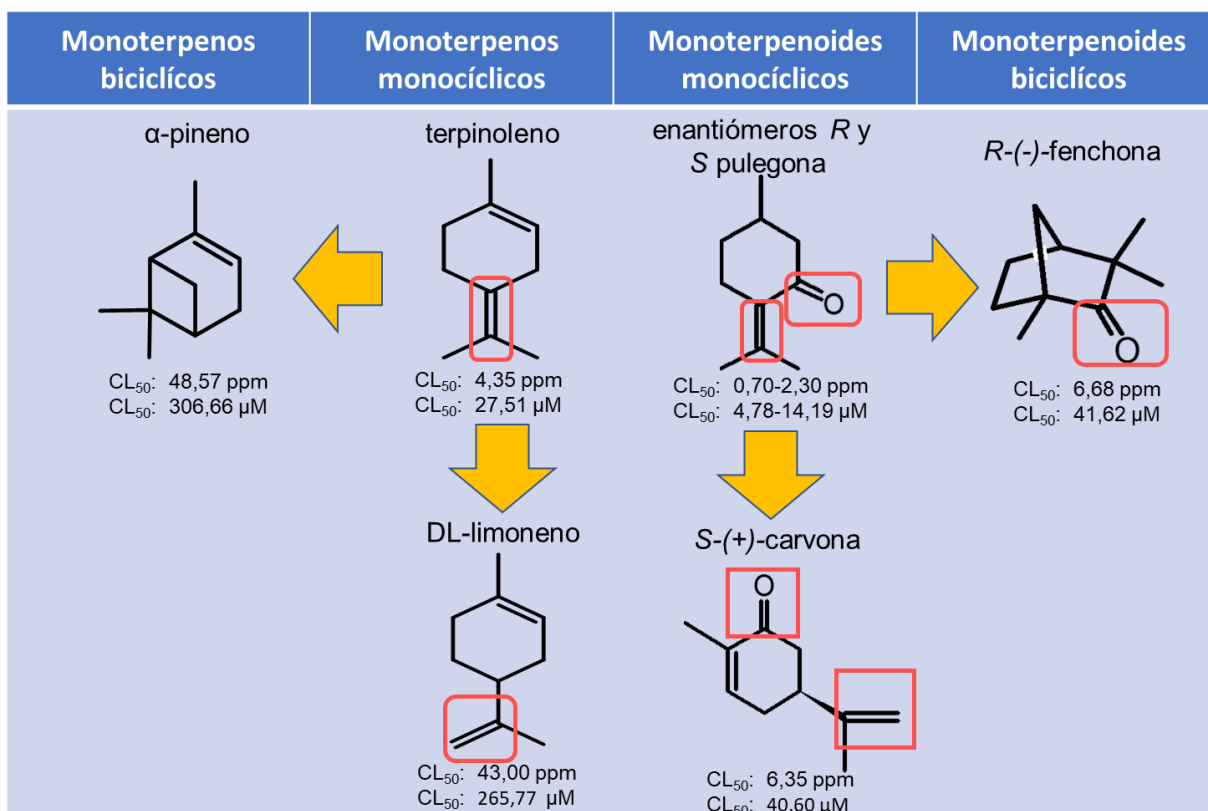 Monoterpenos
biciclícos
Monoterpenos
monocíclicos
Monoterpenoides
monocíclicos
Monoterpenoides
biciclícos
α-pineno
CL50: 48,57 ppm
CL50: 306,66 µM
terpinoleno
CL50: 4,35 ppm
CL50: 27,51 µM
enantiómeros R y
S pulegona
O
CL50: 0,70-2,30 ppm
CL50: 4,78-14,19 µM
R-(-)-fenchona
O
CL50: 6,68 ppm
CL50: 41,62 µM
DL-limoneno
CL50: 43,00 ppm
CL50: 265,77 µM
S-(+)-carvona
O
CL50: 6,35 ppm
CL50: 40,60 µM